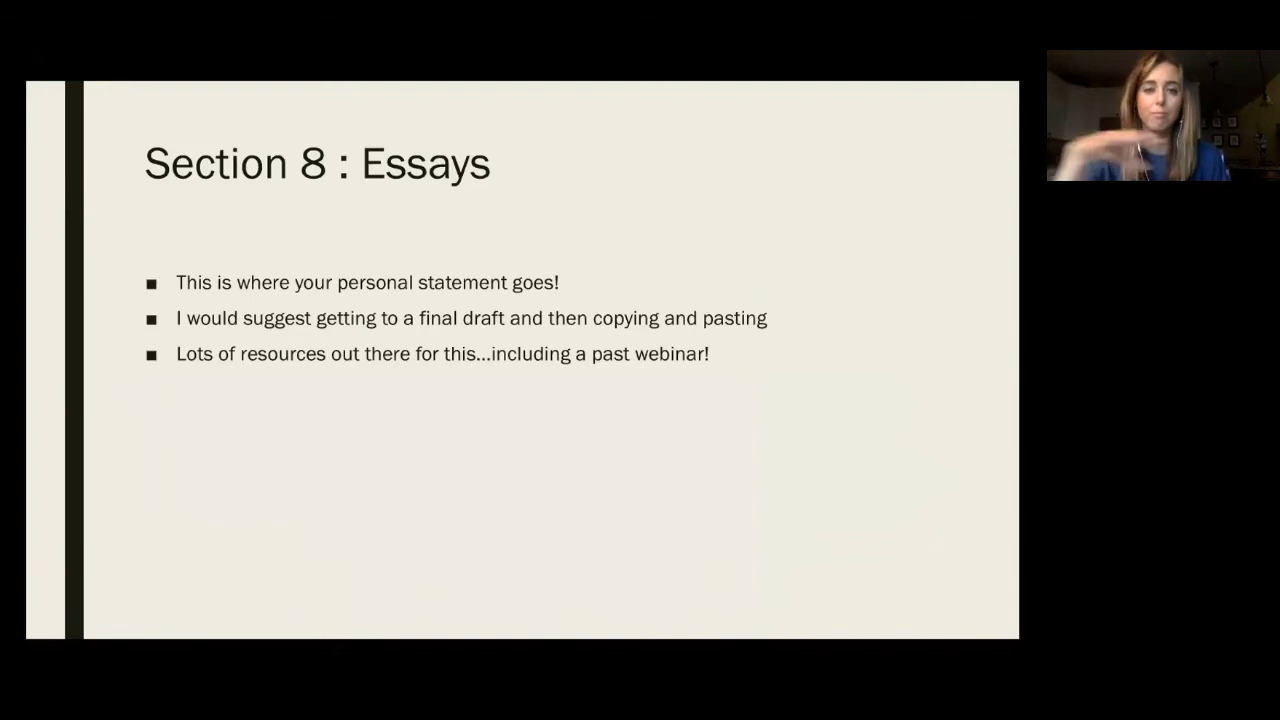 Section 8 : Essays
This is where your personal statement goes!
I would suggest getting to a final draft and then copying and pasting
Lots of resources out there for this...including a past webinar!